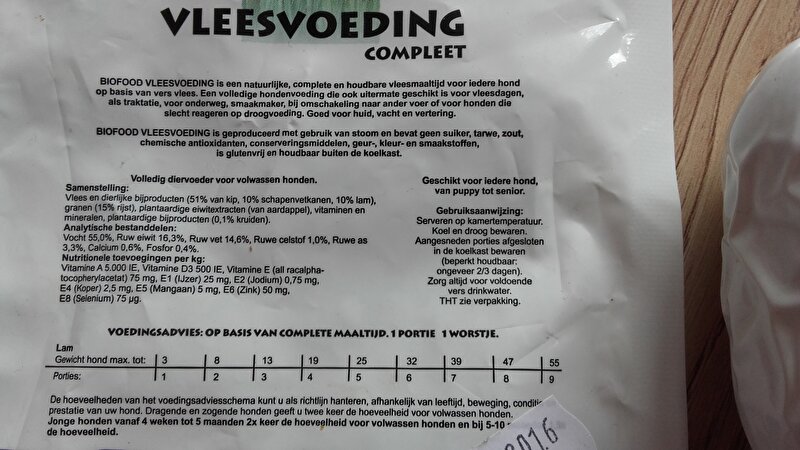 VLEESVOEDING
COMPLEET
BIOFOOD VLEESVOEDING is een natuurlijke, complete en houdbare vleesmaaltijd voor iedere hond
op basis van vers vlees. Een volledige hondenvoeding die ook uitermate geschikt is voor vleesdagen,
als traktatie, voor onderweg, smaakmaker, bij omschakeling naar ander voer of voor honden die
slecht reageren op droogvoeding. Goed voor huid, vacht en vertering.
BIOFOOD VLEESVOEDING is geproduceerd met gebruik van stoom en bevat geen suiker, tarwe, zout,
chemische antioxidanten, conserveringsmiddelen, geur-, kleur- en smaakstoffen,
is glutenvrij en houdbaar buiten de koelkast.
Volledig diervoeder voor volwassen honden.
Samenstelling:
Vlees en dierlijke bijproducten (51% van kip, 10% schapenvetkanen, 10% lam),
granen (15% rijst), plantaardige eiwitextracten (van aardappel), vitaminen en
mineralen, plantaardige bijproducten (0,1% kruiden).
Analytische bestanddelen:
Vocht 55,0%, Ruw eiwit 16,3%, Ruw vet 14,6%, Ruwe celstof 1,0%, Ruwe as
3,3%, Calcium 0,6%, Fosfor 0,4%.
Nutritionele toevoegingen per kg:
Vitamine A 5.000 IE, Vitamine D3 500 IE, Vitamine E (all racalpha-
tocopherylacetat) 75 mg, E1 (IJzer) 25 mg, E2 (Jodium) 0,75 mg,
E4 (Koper) 2,5 mg, E5 (Mangaan) 5 mg, E6 (Zink) 50 mg,
E8 (Selenium) 75 µg.
Geschikt voor iedere hond,
van puppy tot senior.
Gebruiksaanwijzing:
Serveren op kamertemperatuur.
Koel en droog bewaren.
Aangesneden porties afgesloten
in de koelkast bewaren
(beperkt houdbaar:
ongeveer 2/3 dagen).
Zorg altijd voor voldoende
vers drinkwater.
THT zie verpakking.
VOEDINGSADVIES: OP BASIS VAN COMPLETE MAALTIJD. 1 PORTIE 1 WORSTJE.
Lam
Gewicht hond max. tot: 3 8 13 19 25 32 39 47 55
Porties: 1 2 3 4 5 6 7 8 9
De hoeveelheden van het voedingsadviesschema kunt u als richtlijn hanteren, afhankelijk van leeftijd, beweging,
prestatie van uw hond. Dragende en zogende honden geeft u twee keer de hoeveelheid voor volwassen honden.
Jonge honden vanaf 4 weken tot 5 maanden 2x keer de hoeveelheid voor volwassen honden en bij 5-10
de hoeveelheid.
2016